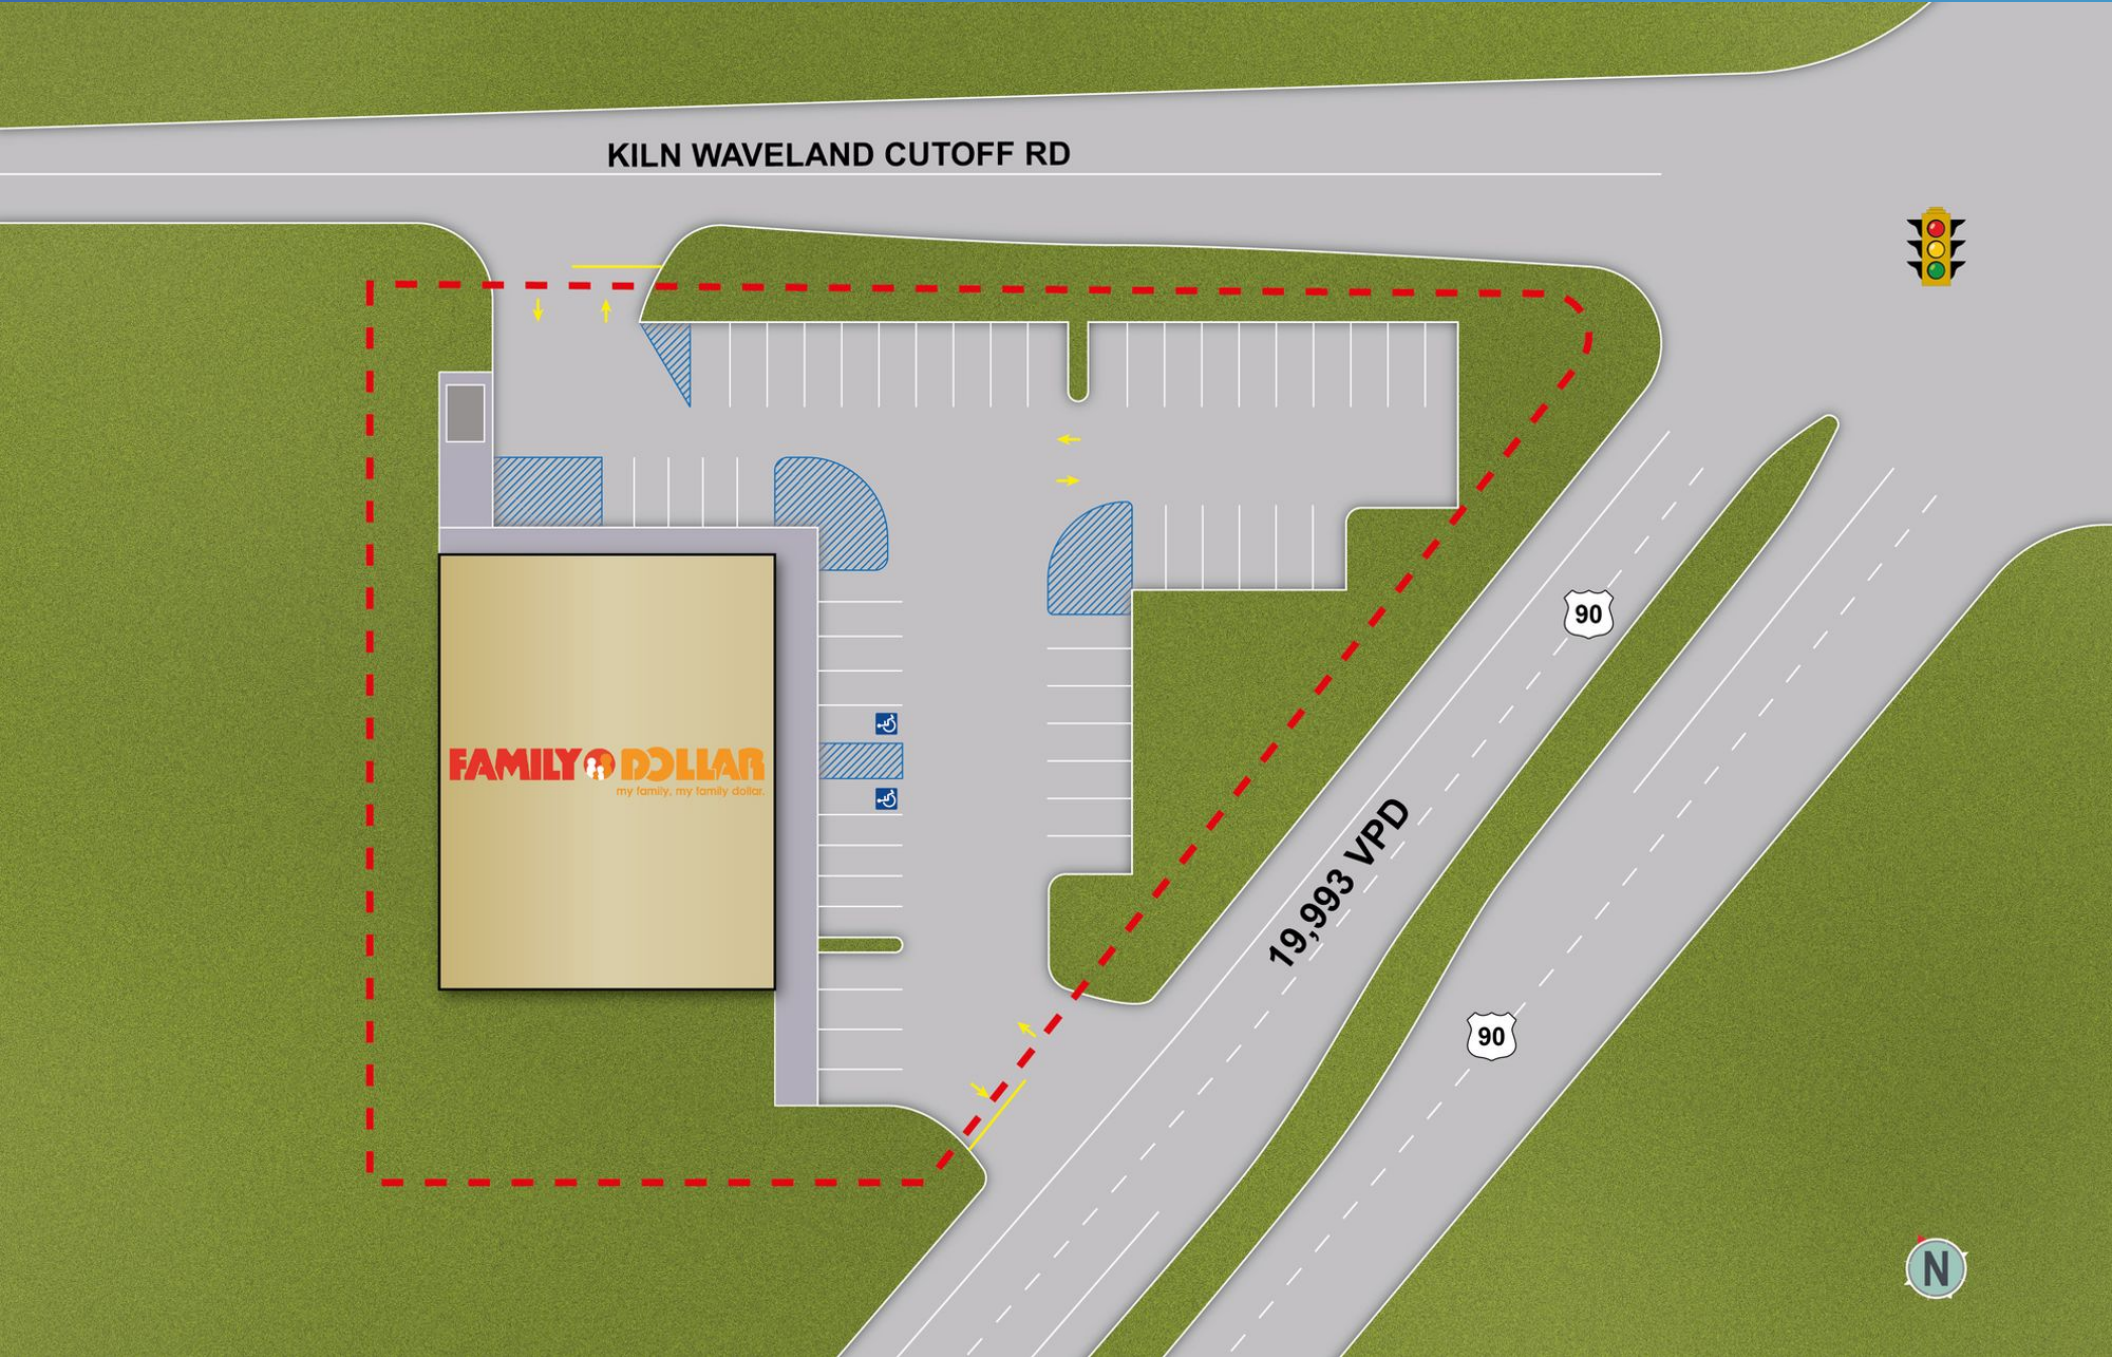 KILN WAVELAND CUTOFF RD
90
FAMILY DOLLAR
my family, my family dollar.
19,993 VPD
90
N